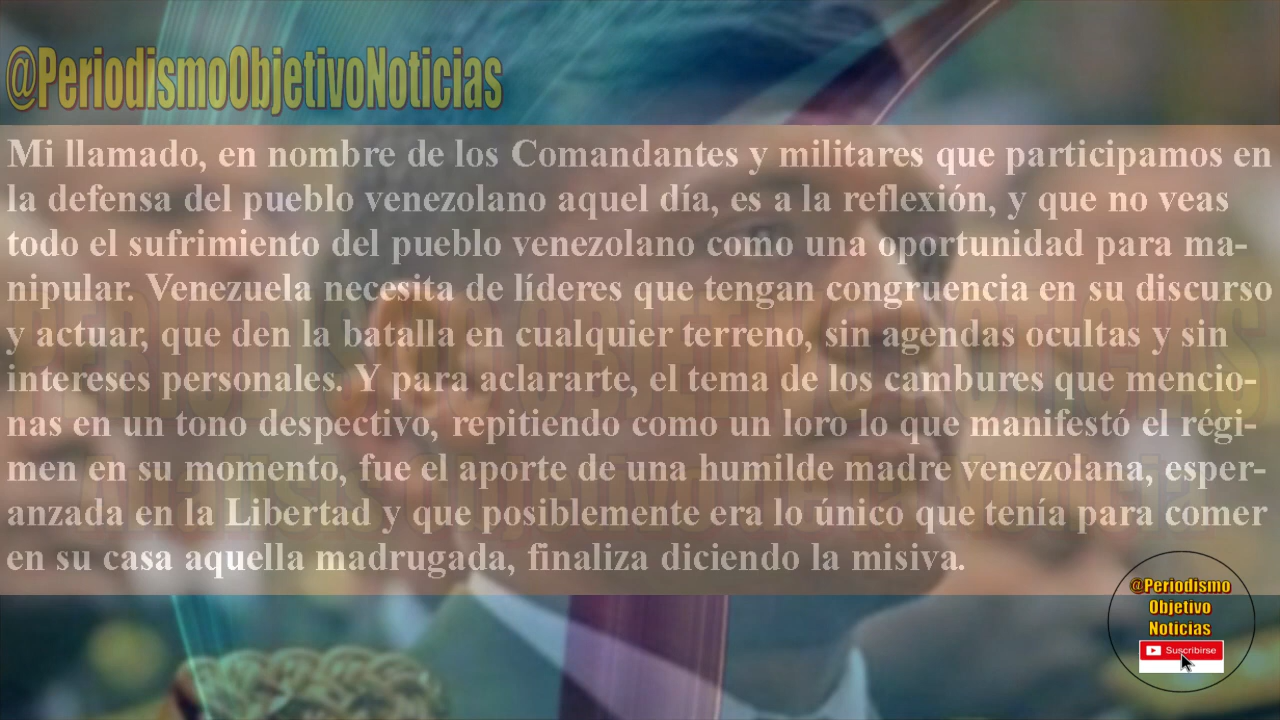 @PeriodismoObjetivoNoticias
Mi llamado, en nombre de los Comandantes y militares que participamos en
la defensa del pueblo venezolano aquel día, es a la reflexión, y que no veas
todo el sufrimiento del pueblo venezolano como una oportunidad para ma-
nipular. Venezuela necesita de líderes que tengan congruencia en su discurso
y actuar, que den la batalla en cualquier terreno, sin agendas ocultas y sin
intereses personales. Y para aclararte, el tema de los cambures que mencio-
nas en un tono despectivo, repitiendo como un loro lo que manifestó el régi-
men en su momento, fue el aporte de una humilde madre venezolana, esper-
anzada en la Libertad y que posiblemente era lo único que tenía para comer
en su casa aquella madrugada, finaliza diciendo la misiva.
PERIODISMO OBJETIVO NOTICIAS
@Periodismo
Objetivo
Noticias
Suscribirse